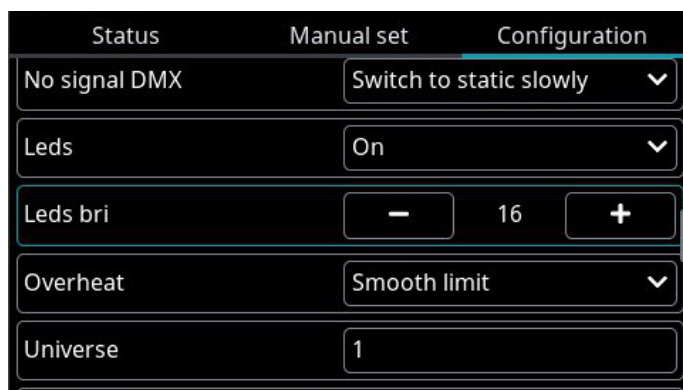 Status Manual set Configuration
No signal DMX Switch to static slowly
Leds On
Leds bri − 16 +
Overheat Smooth limit
Universe 1